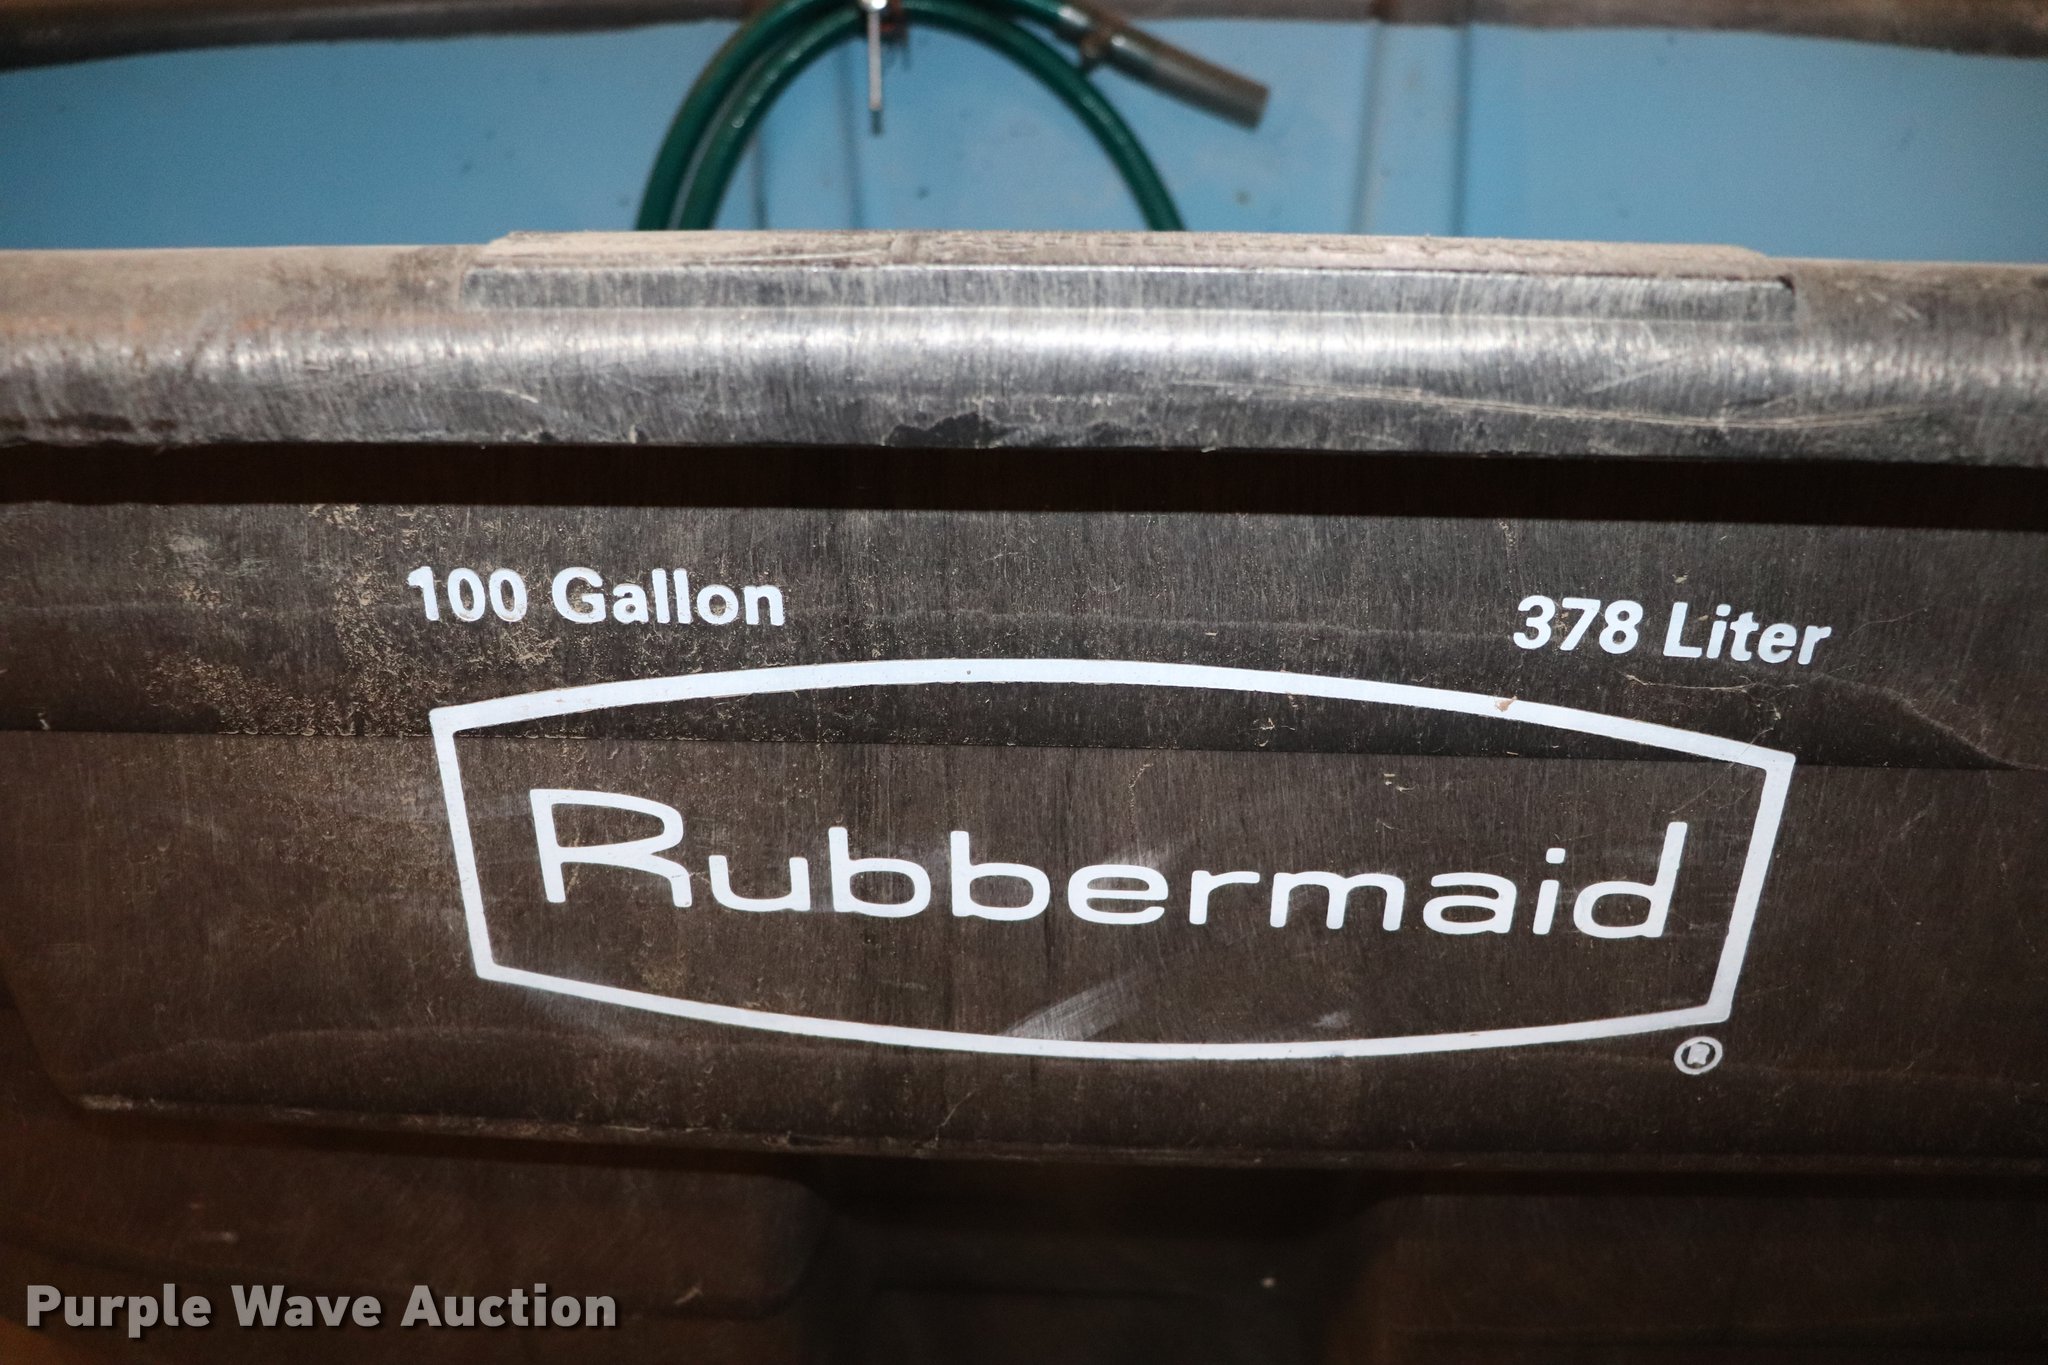 100 Gallon 378 Liter
Rubbermaid
®
Purple Wave Auction